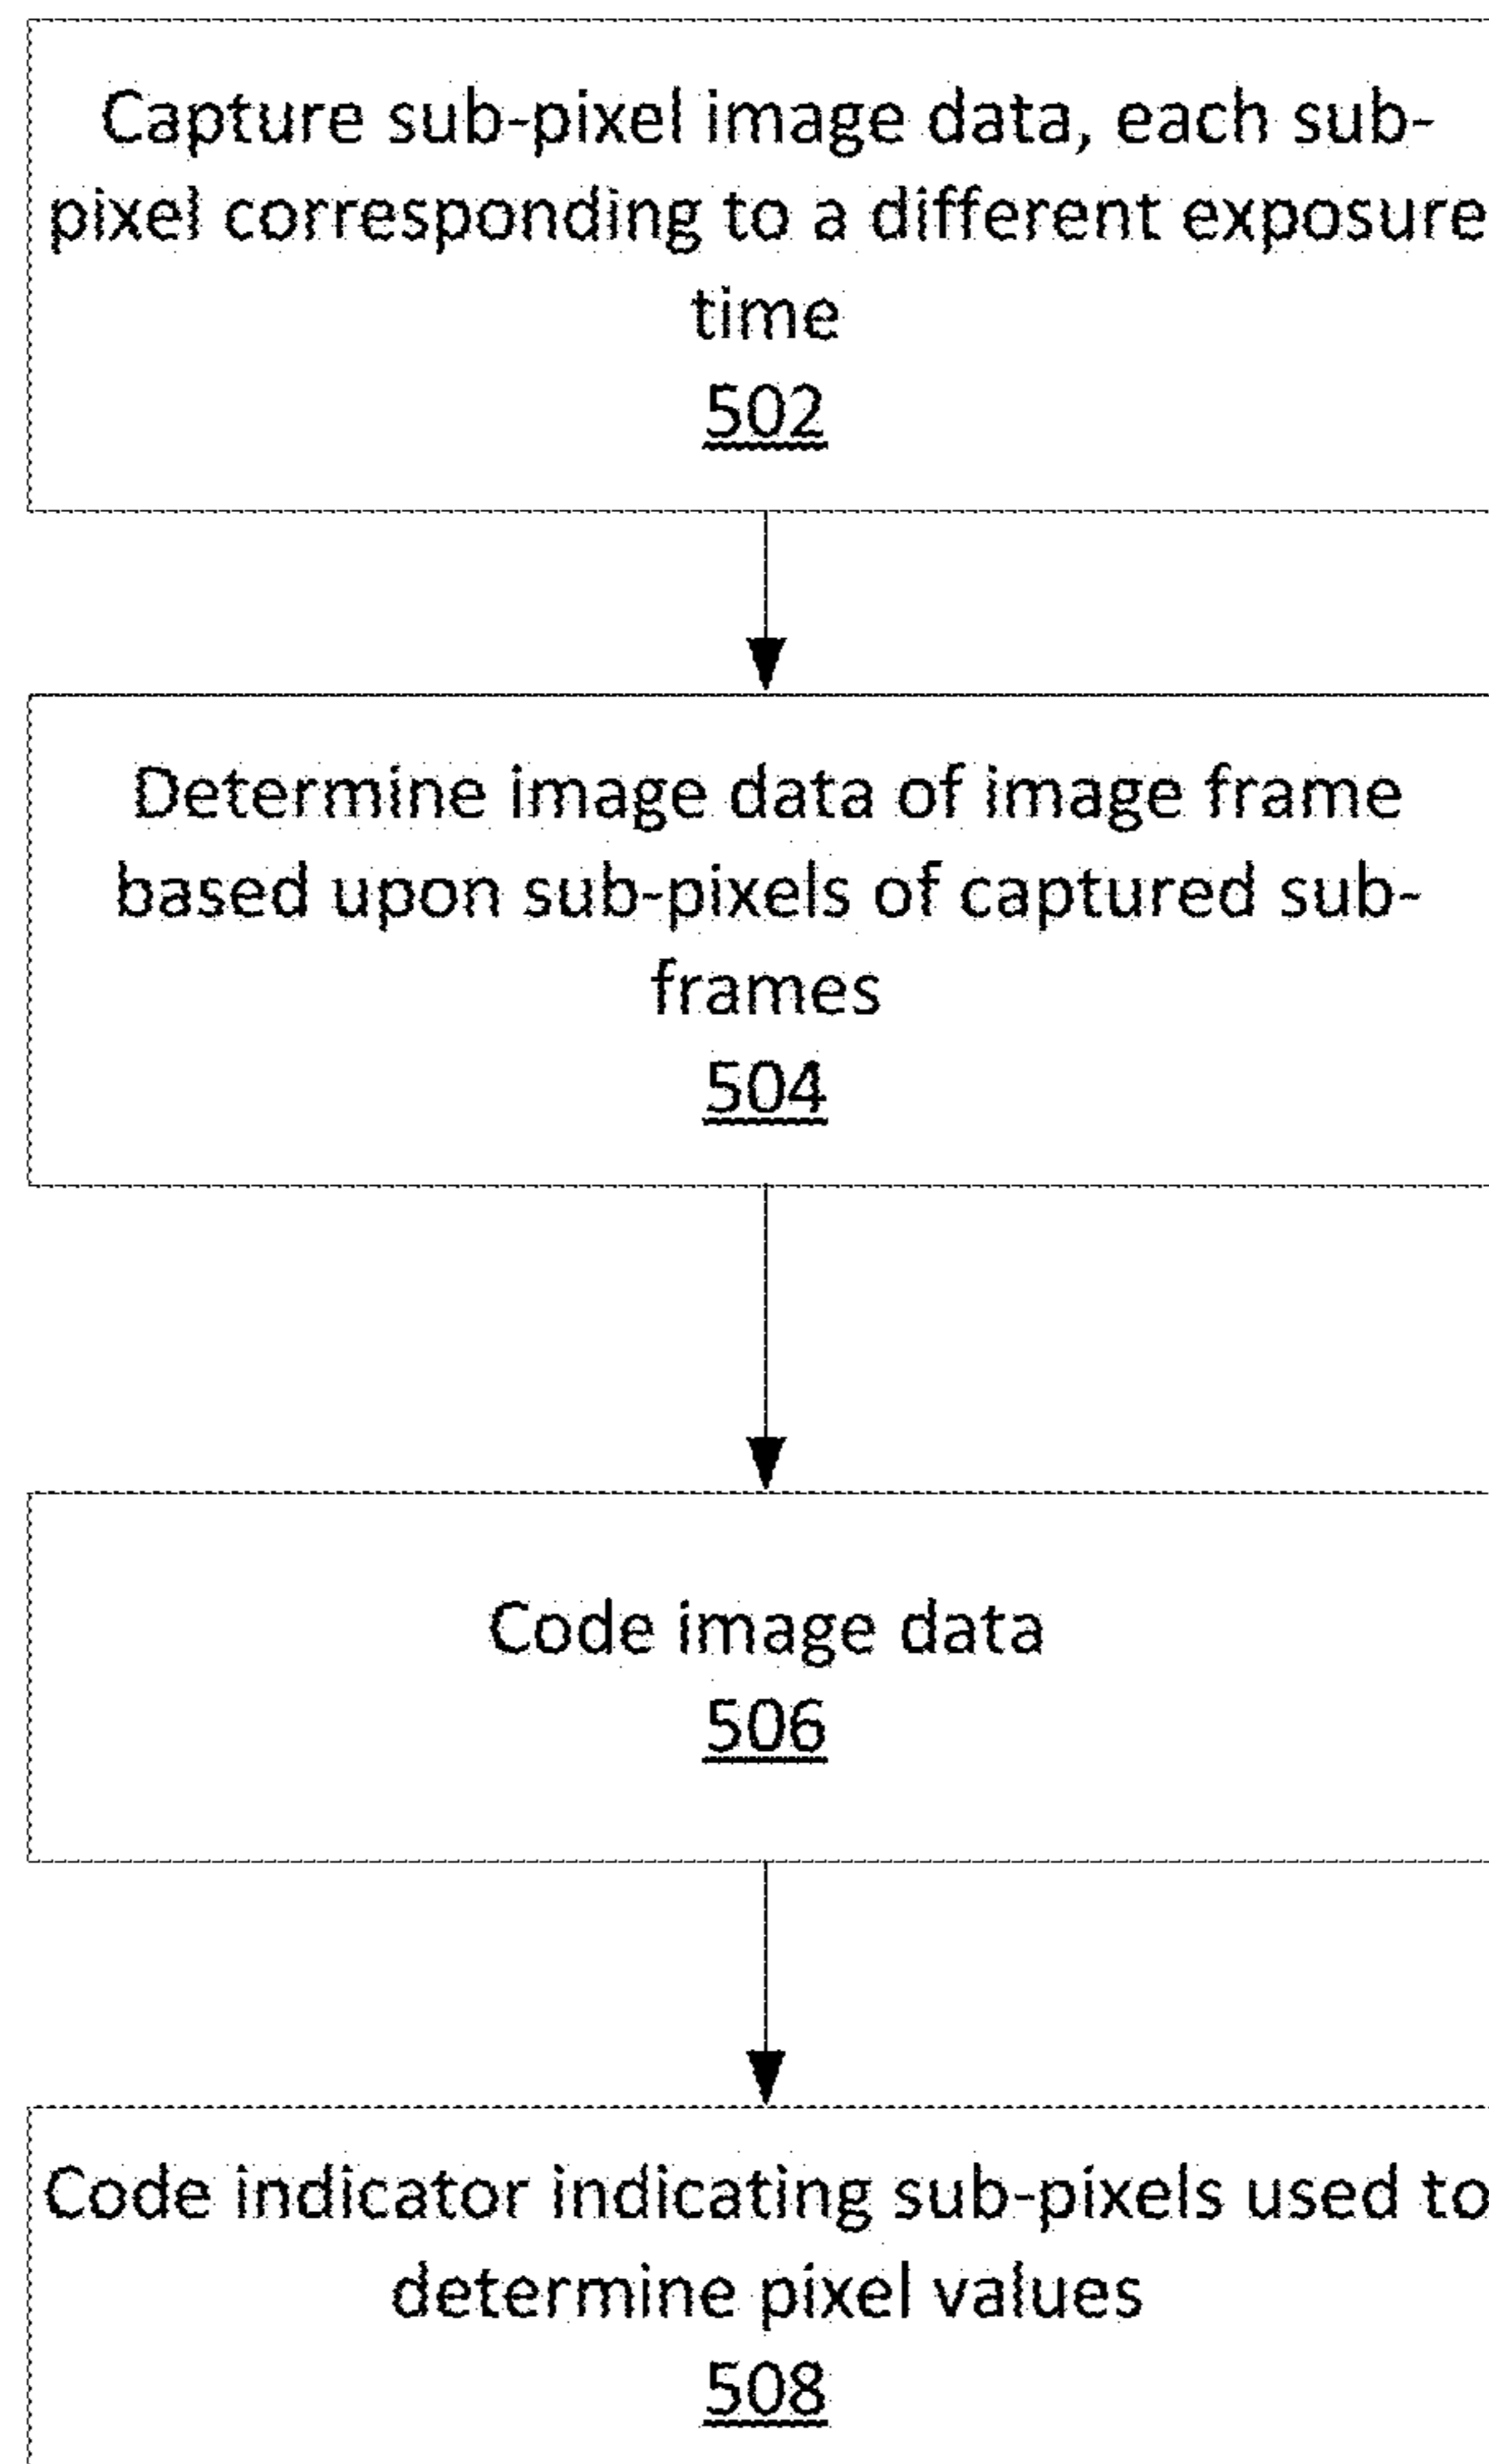 Capture sub-pixel image data, each sub-
pixel corresponding to a different exposure
time
502
Determine image data of image frame
based upon sub-pixels of captured sub-
frames
504
Code image data
506
Code indicator indicating sub-pixels used to
determine pixel values
508